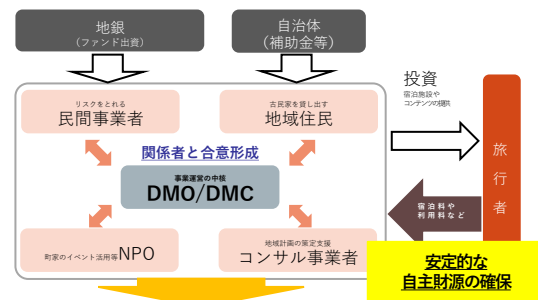 地銀
(ファンド出資)
自治体
(補助金等)
リスクをとれる
民間事業者
古民家を貸し出す
地域住民
関係者と合意形成
事業運営の中核
DMO/DMC
町家のイベント活用等NPO
地域計画の策定支援
コンサル事業者
投資
宿泊施設や
コンテンツの提供
旅行者
宿泊料や
利用料など
安定的な
自主財源の確保